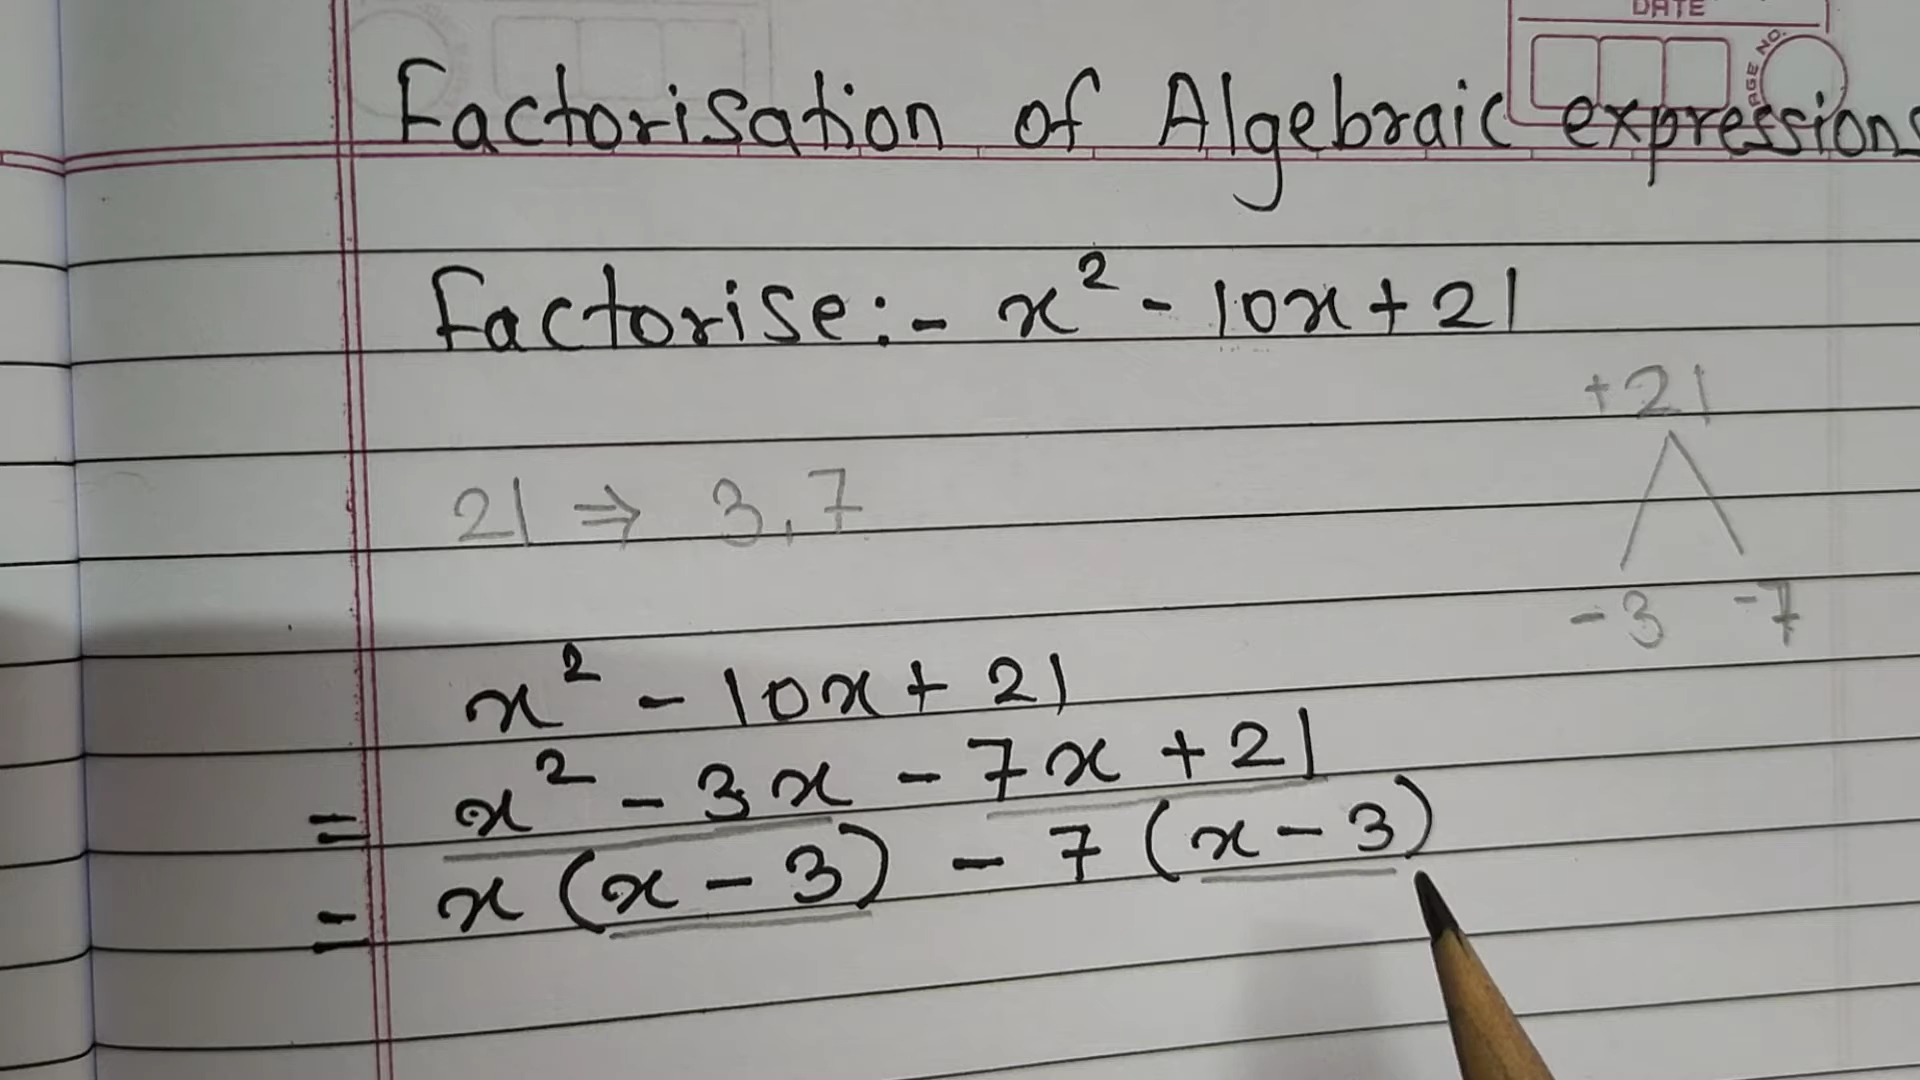 DATE
PAGE NO.
Factorisation of Algebraic expressions
Factorise:- x² - 10x + 21
+21
21 ⇒ 3, 7
-3 -7
x² - 10x + 21
= x² - 3x - 7x + 21
= x (x - 3) - 7 (x - 3)